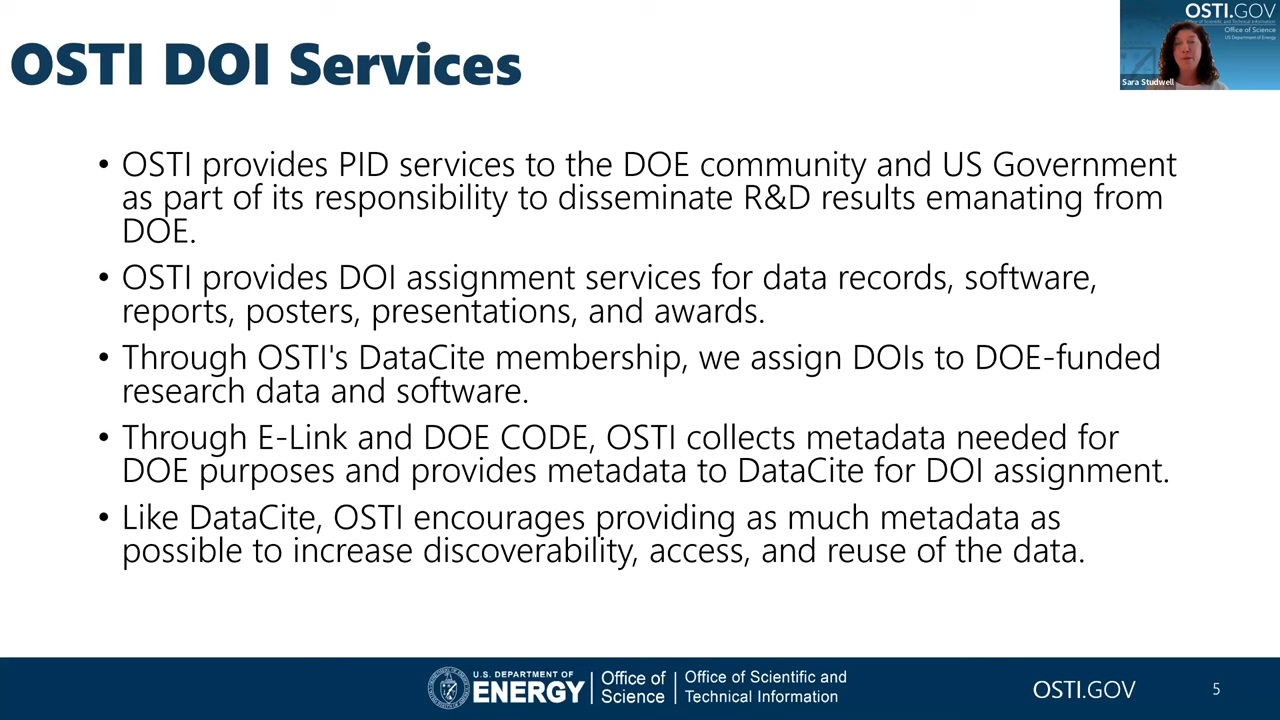 OSTI.GOV
Office of Scientific and Technical Information
Office of Science
US Department of Energy
Sara Studwell
OSTI DOI Services
• OSTI provides PID services to the DOE community and US Government
as part of its responsibility to disseminate R&D results emanating from
DOE.
• OSTI provides DOI assignment services for data records, software,
reports, posters, presentations, and awards.
• Through OSTI's DataCite membership, we assign DOIs to DOE-funded
research data and software.
• Through E-Link and DOE CODE, OSTI collects metadata needed for
DOE purposes and provides metadata to DataCite for DOI assignment.
• Like DataCite, OSTI encourages providing as much metadata as
possible to increase discoverability, access, and reuse of the data.
U.S. DEPARTMENT OF
ENERGY
Office of
Science
Office of Scientific and
Technical Information
OSTI.GOV
5